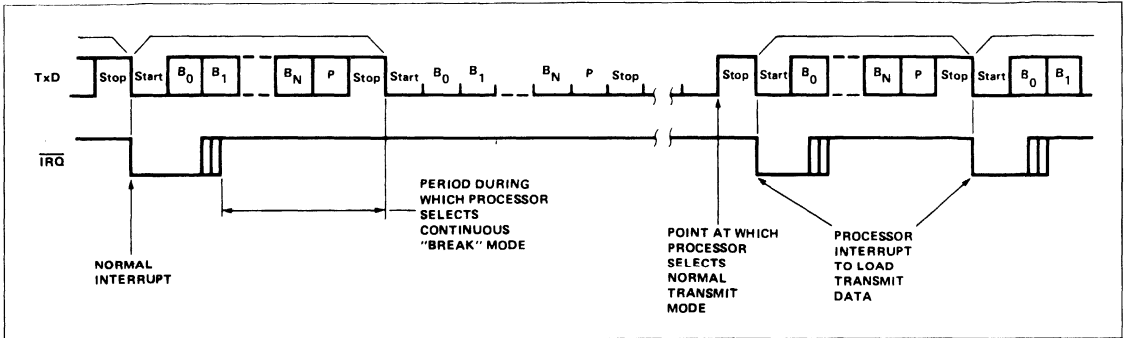 TxD Stop Start B0 B1 BN P Stop Start B0 B1 BN P Stop Stop Start B0 BN P Stop Start B0 B1
IRQ
NORMAL
INTERRUPT
PERIOD DURING
WHICH PROCESSOR
SELECTS
CONTINUOUS
"BREAK" MODE
POINT AT WHICH
PROCESSOR
SELECTS
NORMAL
TRANSMIT
MODE
PROCESSOR
INTERRUPT
TO LOAD
TRANSMIT
DATA